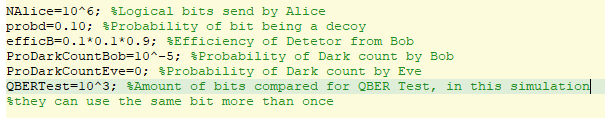 NAlice=10^6; %Logical bits send by Alice
probd=0.10; %Probability of bit being a decoy
efficB=0.1*0.1*0.9; %Efficiency of Detetor from Bob
ProDarkCountBob=10^-5; %Probability of Dark count by Bob
ProDarkCountEve=0; %Probability of Dark count by Eve
QBERTest=10^3; %Amount of bits compared for QBER Test, in this simulation
%they can use the same bit more than once